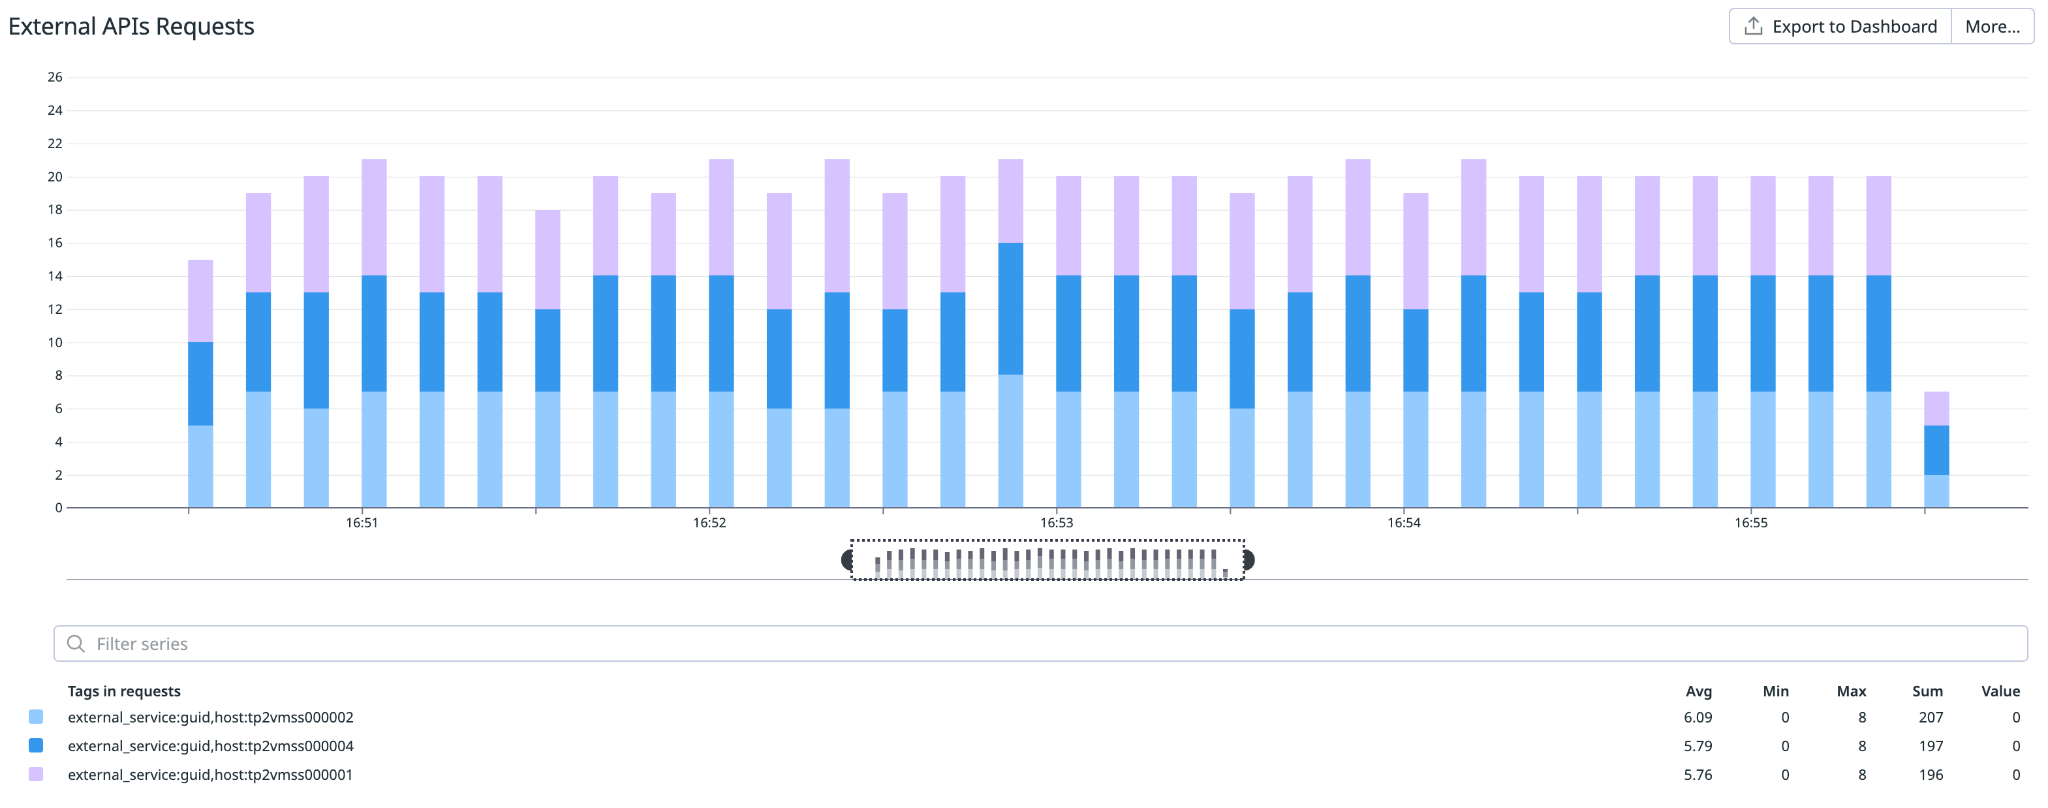 External APIs Requests
Export to Dashboard More...
26
24
22
20
18
16
14
12
10
8
6
4
2
0
16:51 16:52 16:53 16:54 16:55
Filter series
Tags in requests Avg Min Max Sum Value
external_service:guid,host:tp2vmss000002 6.09 0 8 207 0
external_service:guid,host:tp2vmss000004 5.79 0 8 197 0
external_service:guid,host:tp2vmss000001 5.76 0 8 196 0